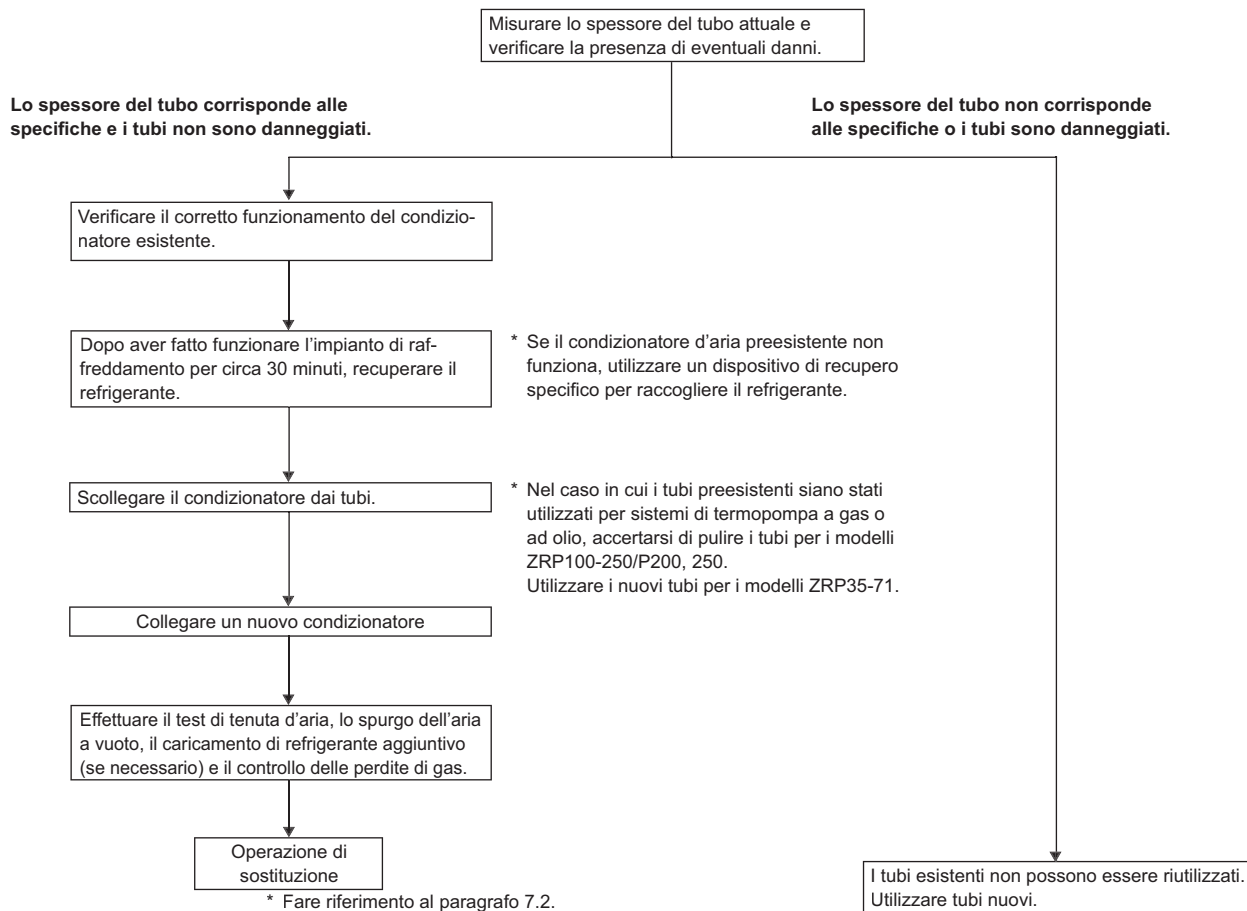 Misurare lo spessore del tubo attuale e
verificare la presenza di eventuali danni.
Lo spessore del tubo corrisponde alle
specifiche e i tubi non sono danneggiati.
Lo spessore del tubo non corrisponde
alle specifiche o i tubi sono danneggiati.
Verificare il corretto funzionamento del condizio-
natore esistente.
Dopo aver fatto funzionare l'impianto di raf-
freddamento per circa 30 minuti, recuperare il
refrigerante.
* Se il condizionatore d'aria preesistente non
funziona, utilizzare un dispositivo di recupero
specifico per raccogliere il refrigerante.
Scollegare il condizionatore dai tubi.
* Nel caso in cui i tubi preesistenti siano stati
utilizzati per sistemi di termopompa a gas o
ad olio, accertarsi di pulire i tubi per i modelli
ZRP100-250/P200, 250.
Utilizzare i nuovi tubi per i modelli ZRP35-71.
Collegare un nuovo condizionatore
Effettuare il test di tenuta d'aria, lo spurgo dell'aria
a vuoto, il caricamento di refrigerante aggiuntivo
(se necessario) e il controllo delle perdite di gas.
Operazione di
sostituzione
* Fare riferimento al paragrafo 7.2.
I tubi esistenti non possono essere riutilizzati.
Utilizzare tubi nuovi.